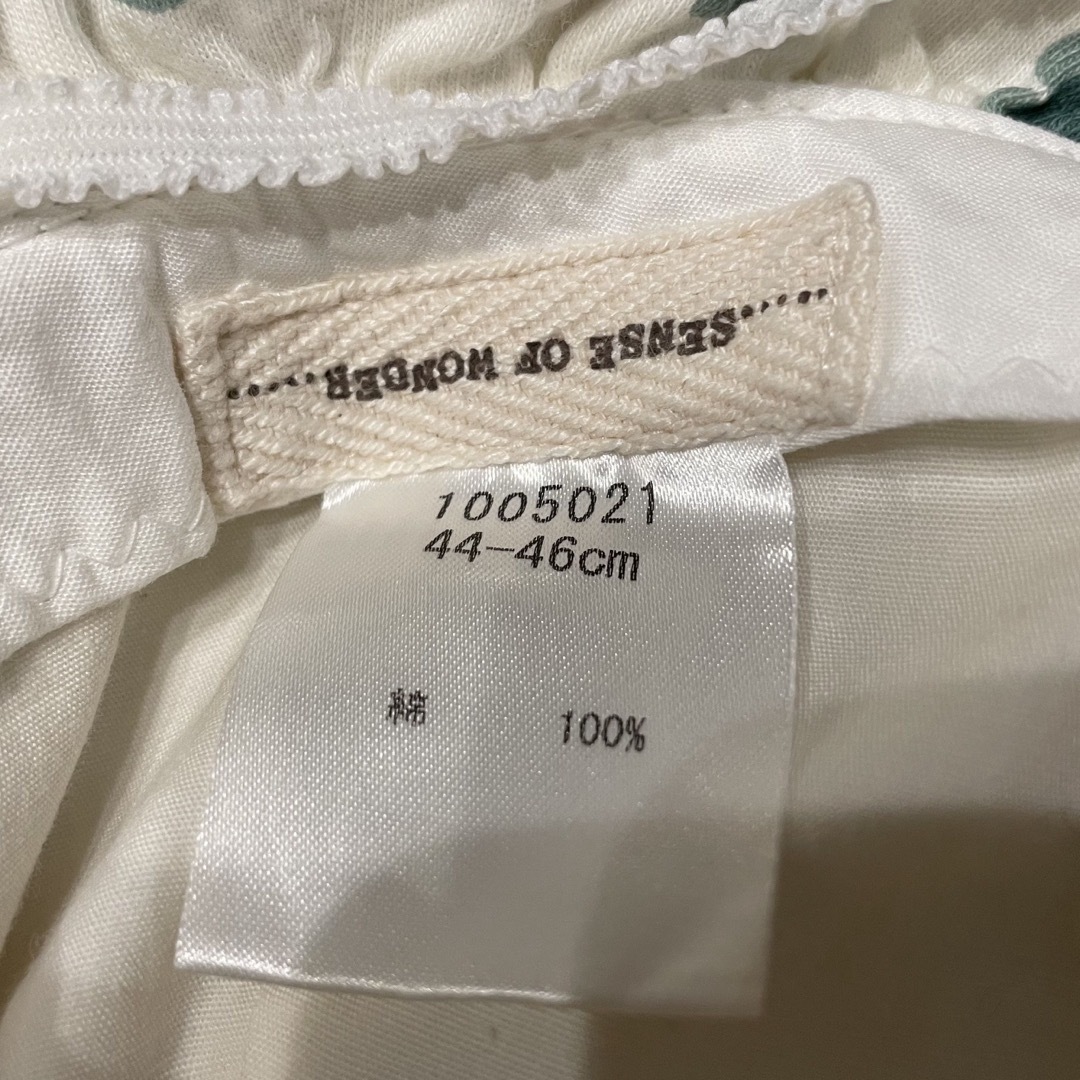 ......SENSE OF WONDER......
1005021
44-46cm
綿 100%